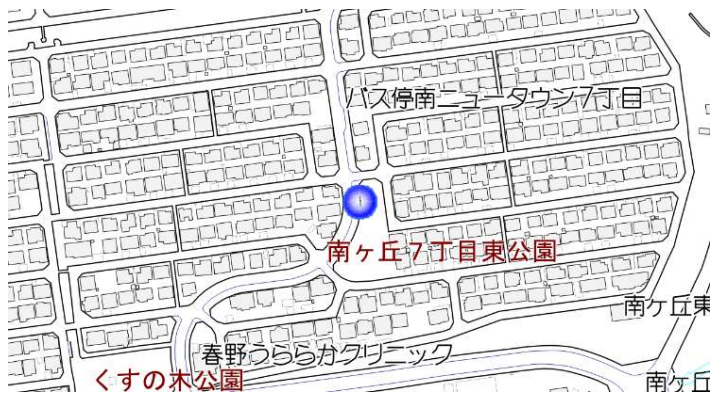 バス停南ニュータウン7丁目
南ヶ丘7丁目東公園
南ケ丘東
春野うららかクリニック
くすの木公園
南ケ丘